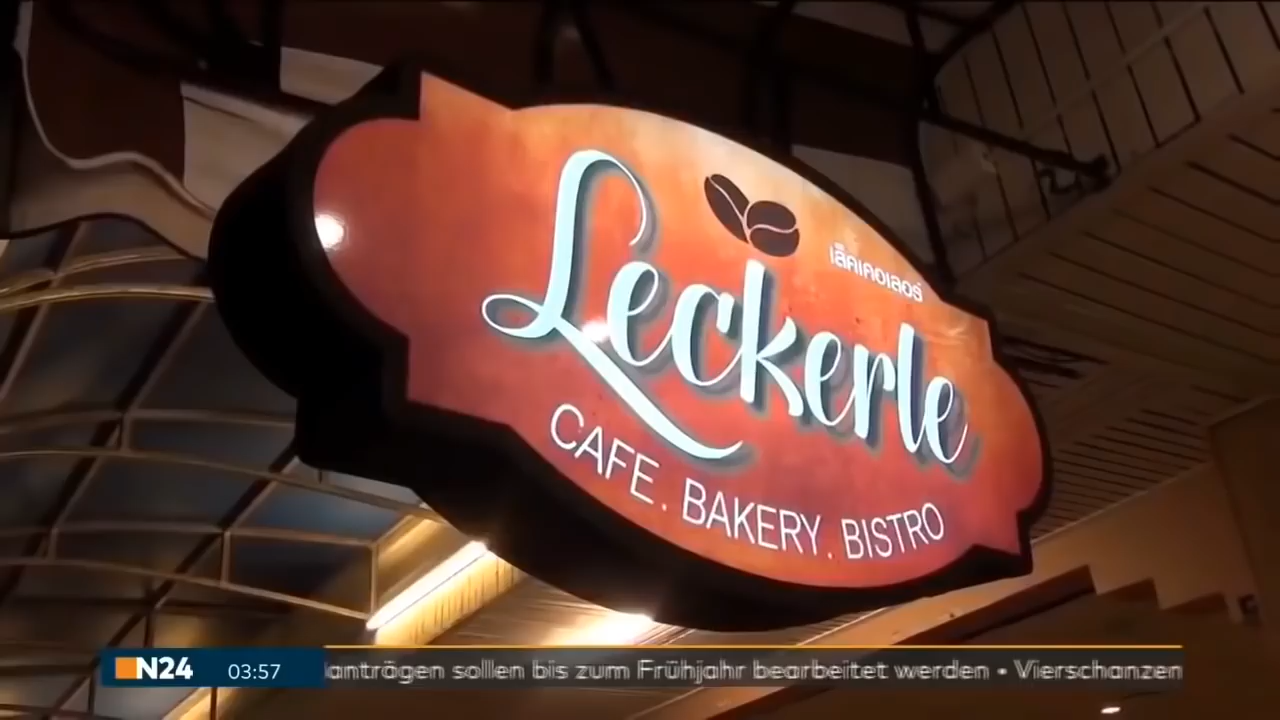 Leckerle
เล็คเคอเลอร์
CAFE. BAKERY. BISTRO
N24 03:57 anträgen sollen bis zum Frühjahr bearbeitet werden • Vierschanzen